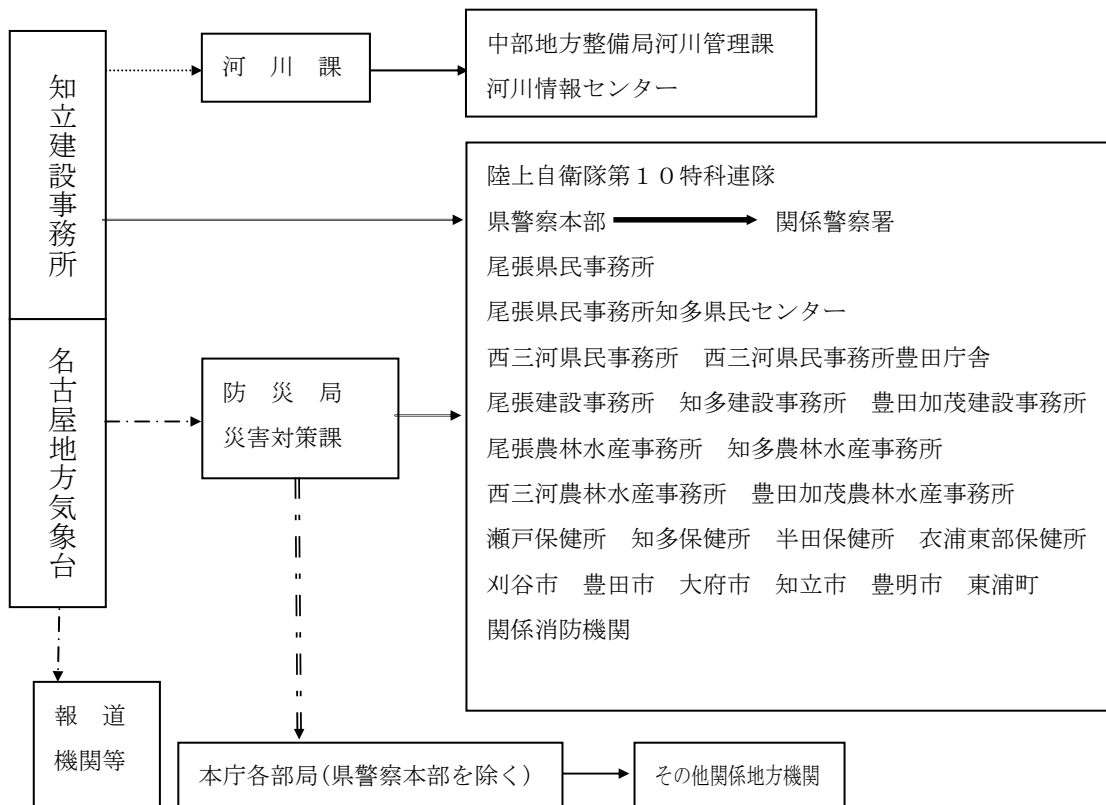 知立建設事務所
名古屋地方気象台
河　川　課
中部地方整備局河川管理課
河川情報センター
陸上自衛隊第１０特科連隊
県警察本部　関係警察署
尾張県民事務所
尾張県民事務所知多県民センター
西三河県民事務所　西三河県民事務所豊田庁舎
尾張建設事務所　知多建設事務所　豊田加茂建設事務所
尾張農林水産事務所　知多農林水産事務所
西三河農林水産事務所　豊田加茂農林水産事務所
瀬戸保健所　知多保健所　半田保健所　衣浦東部保健所
刈谷市　豊田市　大府市　知立市　豊明市　東浦町
関係消防機関
防　災　局
災害対策課
報　道
機関等
本庁各部局(県警察本部を除く)
その他関係地方機関